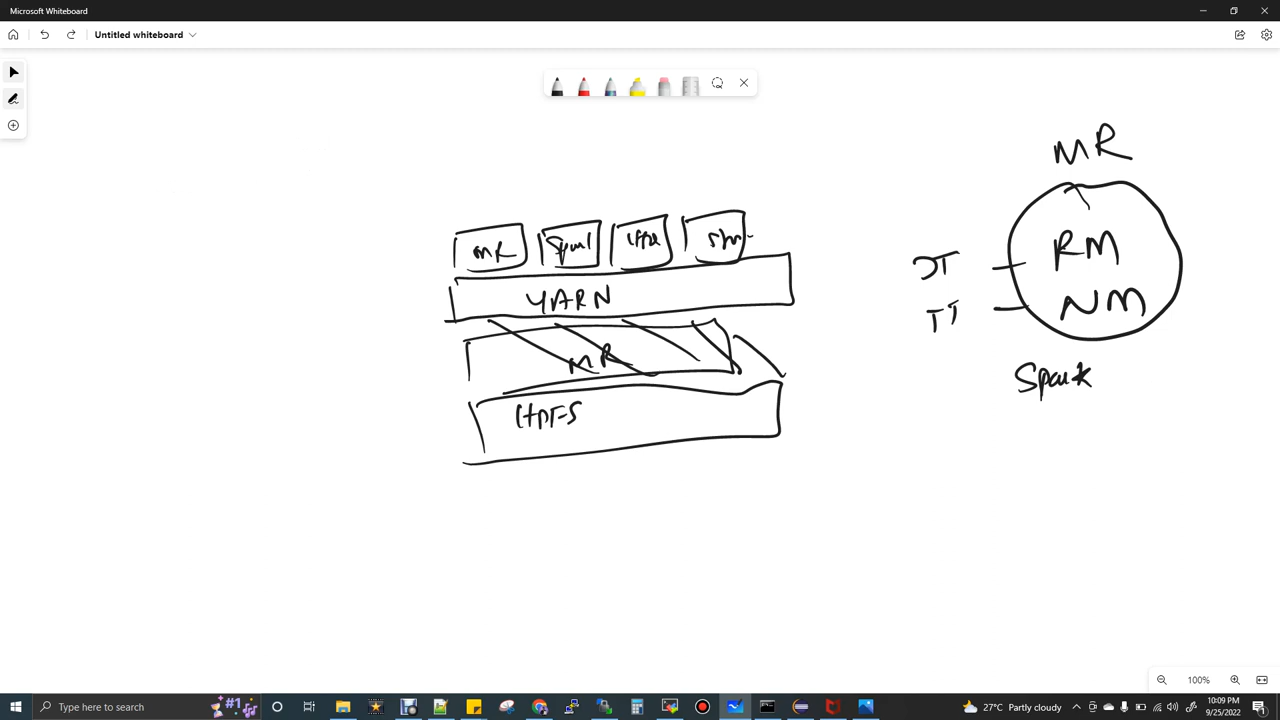 Microsoft Whiteboard
Untitled whiteboard
MR
MR
YARN
MR
HDFS
RM
NM
JT
TT
Spark
100%
Type here to search
#1
27°C Partly cloudy
10:09 PM
9/25/2022